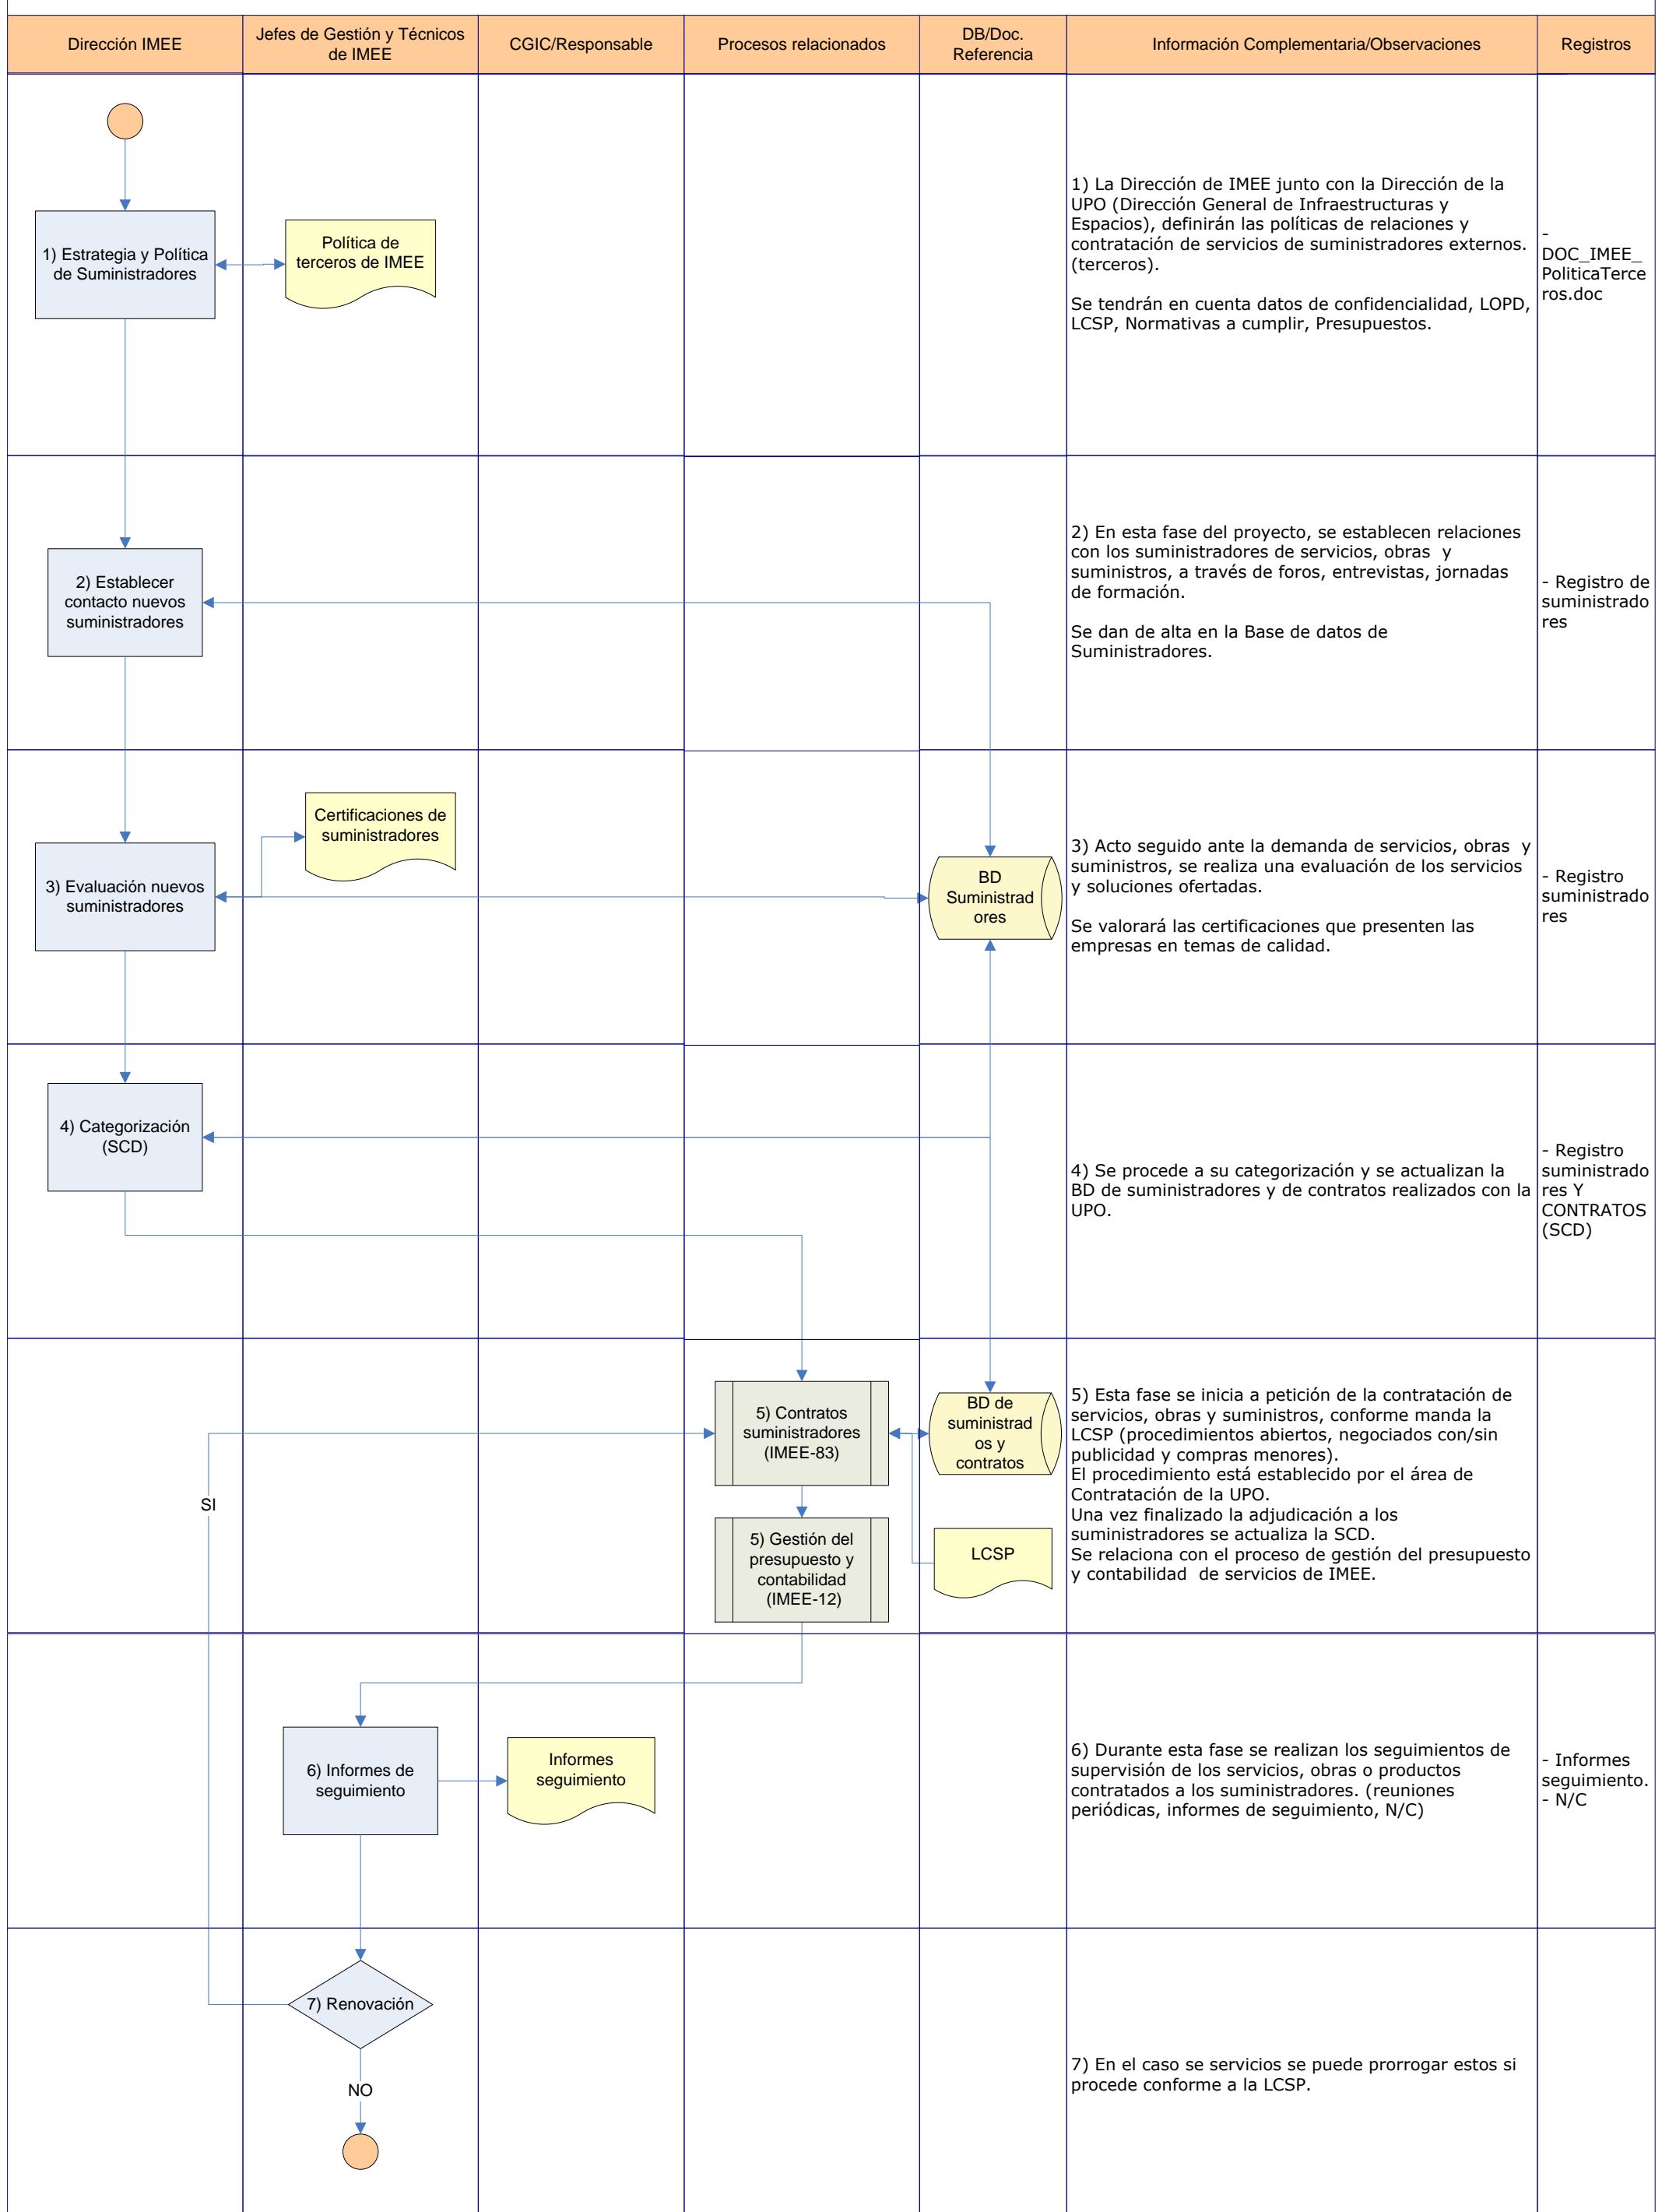 Dirección IMEE
Jefes de Gestión y Técnicos
de IMEE
CGIC/Responsable
Procesos relacionados
DB/Doc.
Referencia
Información Complementaria/Observaciones
Registros
1) Estrategia y Política
de Suministradores
Política de
terceros de IMEE
1) La Dirección de IMEE junto con la Dirección de la
UPO (Dirección General de Infraestructuras y
Espacios), definirán las políticas de relaciones y
contratación de servicios de suministradores externos.
(terceros).
Se tendrán en cuenta datos de confidencialidad, LOPD,
LCSP, Normativas a cumplir, Presupuestos.
-
DOC_IMEE_
PoliticaTerce
ros.doc
2) Establecer
contacto nuevos
suministradores
2) En esta fase del proyecto, se establecen relaciones
con los suministradores de servicios, obras  y
suministros, a través de foros, entrevistas, jornadas
de formación.
Se dan de alta en la Base de datos de
Suministradores.
- Registro de
suministrado
res
3) Evaluación nuevos
suministradores
Certificaciones de
suministradores
BD
Suministrad
ores
3) Acto seguido ante la demanda de servicios, obras  y
suministros, se realiza una evaluación de los servicios
y soluciones ofertadas.
Se valorará las certificaciones que presenten las
empresas en temas de calidad.
- Registro
suministrado
res
4) Categorización
(SCD)
4) Se procede a su categorización y se actualizan la
BD de suministradores y de contratos realizados con la
UPO.
- Registro
suministrado
res Y
CONTRATOS
(SCD)
SI
5) Contratos
suministradores
(IMEE-83)
5) Gestión del
presupuesto y
contabilidad
(IMEE-12)
BD de
suministrad
os y
contratos
LCSP
5) Esta fase se inicia a petición de la contratación de
servicios, obras y suministros, conforme manda la
LCSP (procedimientos abiertos, negociados con/sin
publicidad y compras menores).
El procedimiento está establecido por el área de
Contratación de la UPO.
Una vez finalizado la adjudicación a los
suministradores se actualiza la SCD.
Se relaciona con el proceso de gestión del presupuesto
y contabilidad  de servicios de IMEE.
6) Informes de
seguimiento
Informes
seguimiento
6) Durante esta fase se realizan los seguimientos de
supervisión de los servicios, obras o productos
contratados a los suministradores. (reuniones
periódicas, informes de seguimiento, N/C)
- Informes
seguimiento.
- N/C
7) Renovación
NO
7) En el caso se servicios se puede prorrogar estos si
procede conforme a la LCSP.